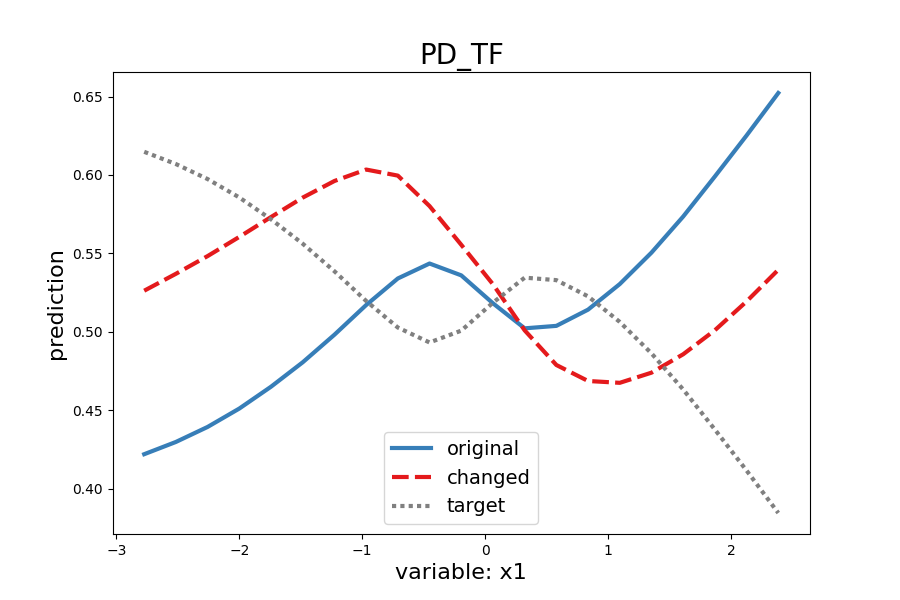 PD_TF
prediction
0.65
0.60
0.55
0.50
0.45
0.40
original
changed
target
−3
−2
−1
0
1
2
variable: x1